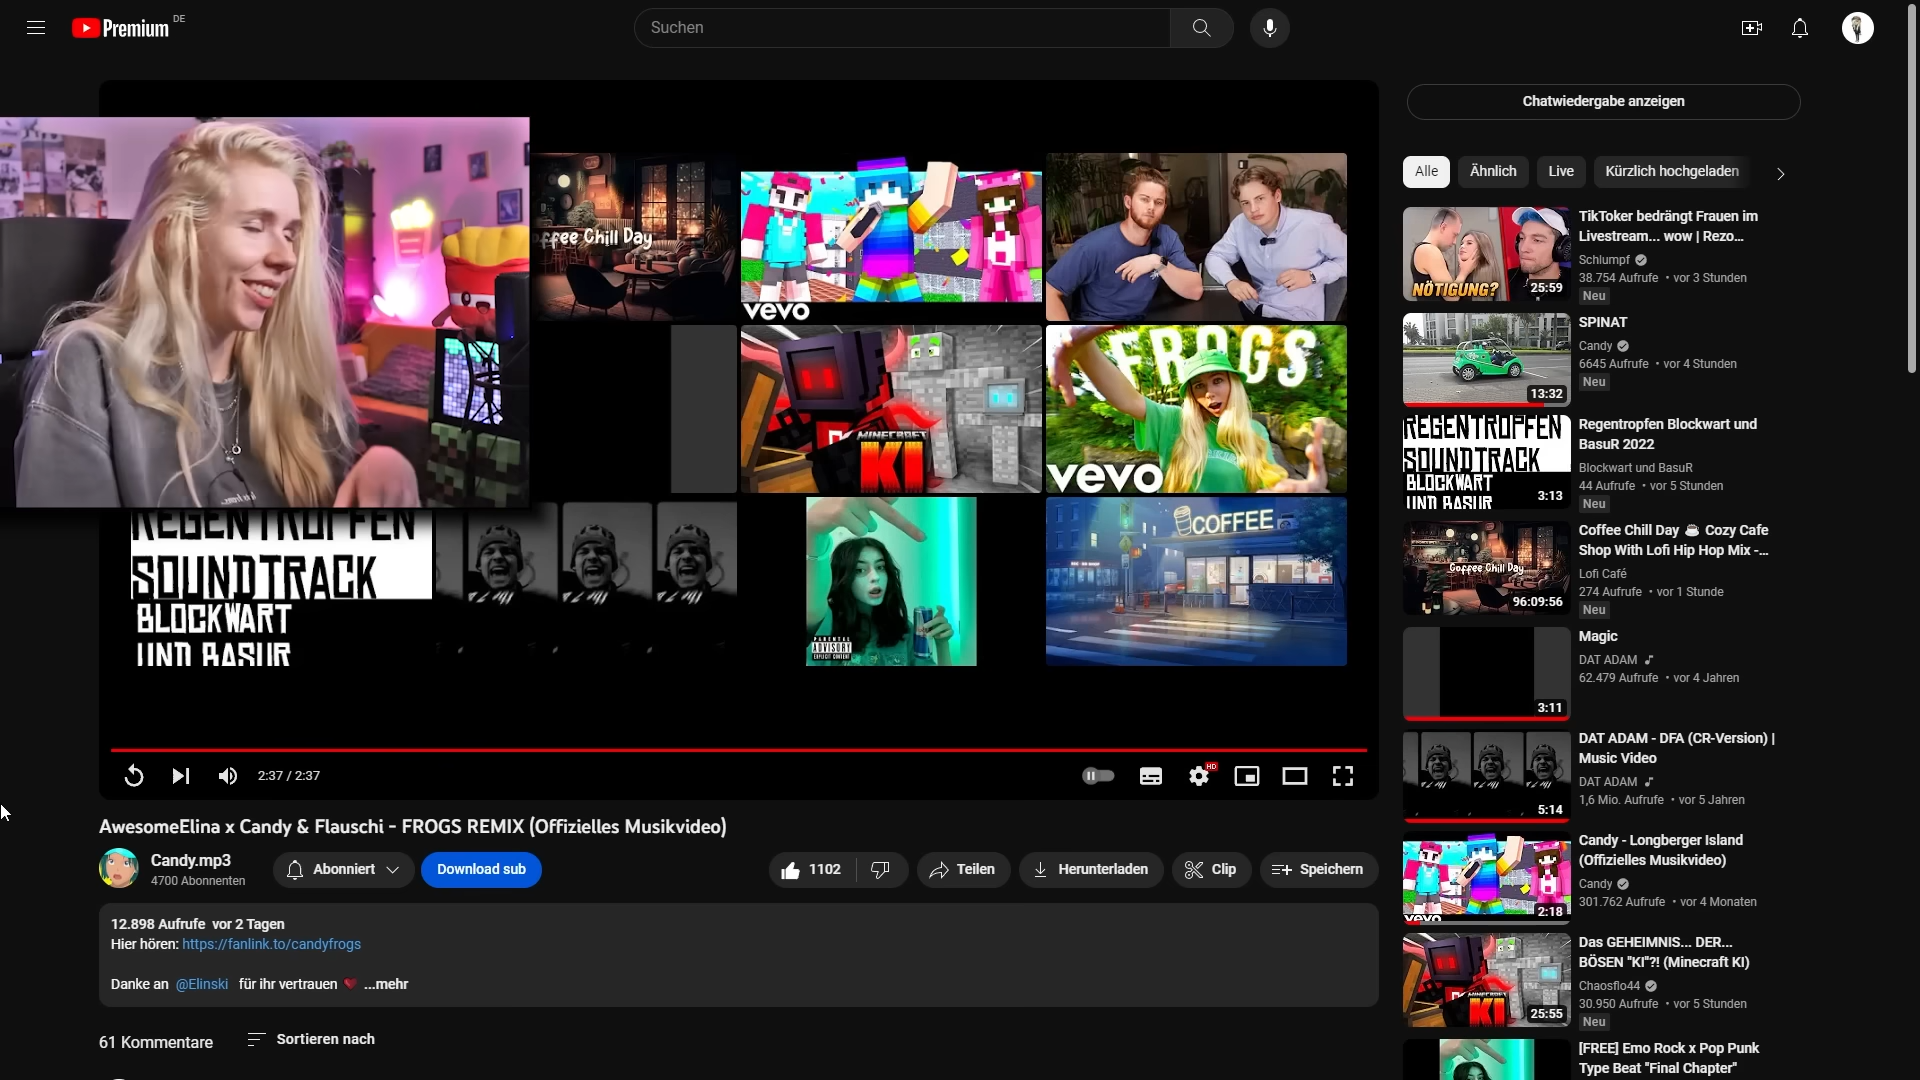 Premium DE
Suchen
ffee Chill Day
vevo
MINECRAFT
KI
FROGS
vevo
REGENTROPFEN
SOUNDTRACK
BLOCKWART
UND BASUR
PARENTAL
ADVISORY
EXPLICIT CONTENT
COFFEE
2:37 / 2:37
HD
AwesomeElina x Candy & Flauschi - FROGS REMIX (Offizielles Musikvideo)
Candy.mp3
4700 Abonnenten
Abonniert
Download sub
1102
Teilen
Herunterladen
Clip
Speichern
12.898 Aufrufe vor 2 Tagen
Hier hören: https://fanlink.to/candyfrogs
Danke an @Elinski für ihr vertrauen ❤ ...mehr
61 Kommentare
Sortieren nach
Chatwiedergabe anzeigen
Alle
Ähnlich
Live
Kürzlich hochgeladen
NÖTIGUNG?
25:59
TikToker bedrängt Frauen im
Livestream... wow | Rezo...
Schlumpf
38.754 Aufrufe • vor 3 Stunden
Neu
13:32
SPINAT
Candy
6645 Aufrufe • vor 4 Stunden
Neu
REGENTROPFEN
SOUNDTRACK
BLOCKWART
UND BASUR
3:13
Regentropfen Blockwart und
BasuR 2022
Blockwart und BasuR
44 Aufrufe • vor 5 Stunden
Neu
Coffee Chill Day
96:09:56
Coffee Chill Day ☕ Cozy Cafe
Shop With Lofi Hip Hop Mix -...
Lofi Café
274 Aufrufe • vor 1 Stunde
Neu
3:11
Magic
DAT ADAM ♪
62.479 Aufrufe • vor 4 Jahren
5:14
DAT ADAM - DFA (CR-Version) |
Music Video
DAT ADAM ♪
1,6 Mio. Aufrufe • vor 5 Jahren
vevo
2:18
Candy - Longberger Island
(Offizielles Musikvideo)
Candy
301.762 Aufrufe • vor 4 Monaten
MINECRAFT
KI
25:55
Das GEHEIMNIS... DER...
BÖSEN "KI"?! (Minecraft KI)
Chaosflo44
30.950 Aufrufe • vor 5 Stunden
Neu
[FREE] Emo Rock x Pop Punk
Type Beat "Final Chapter"